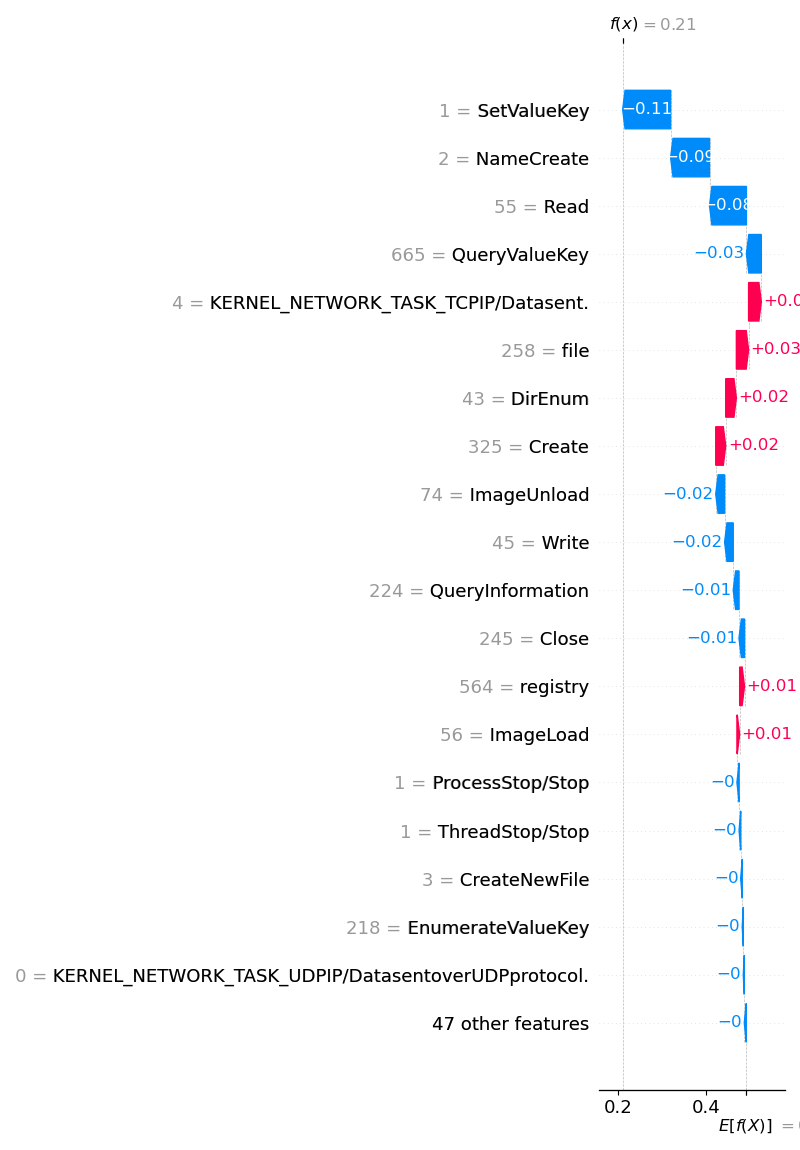 f(x) = 0.21
1 = SetValueKey −0.11
2 = NameCreate −0.09
55 = Read −0.08
665 = QueryValueKey −0.03
4 = KERNEL_NETWORK_TASK_TCPIP/Datasent. +0.0
258 = file +0.03
43 = DirEnum +0.02
325 = Create +0.02
74 = ImageUnload −0.02
45 = Write −0.02
224 = QueryInformation −0.01
245 = Close −0.01
564 = registry +0.01
56 = ImageLoad +0.01
1 = ProcessStop/Stop −0
1 = ThreadStop/Stop −0
3 = CreateNewFile −0
218 = EnumerateValueKey −0
0 = KERNEL_NETWORK_TASK_UDPIP/DatasentoverUDPprotocol. −0
47 other features −0
0.2 0.4
E[f(X)] =